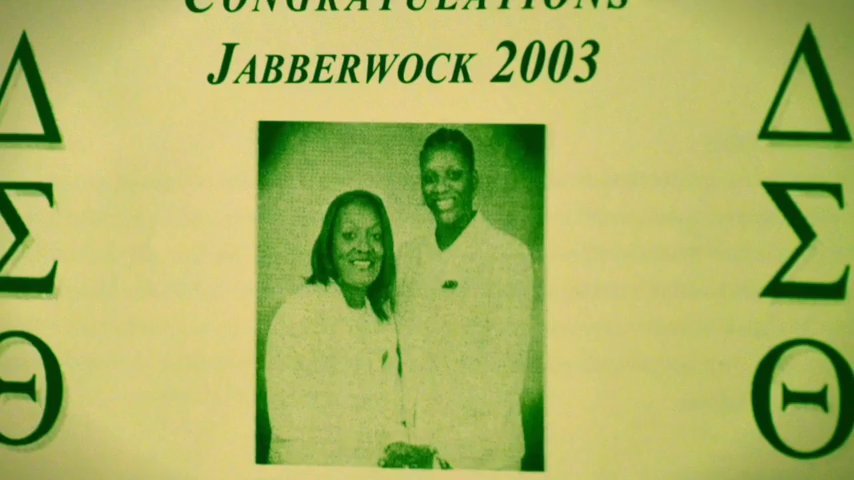 CONGRATULATIONS
JABBERWOCK 2003
Δ Δ
Σ Σ
Θ Θ